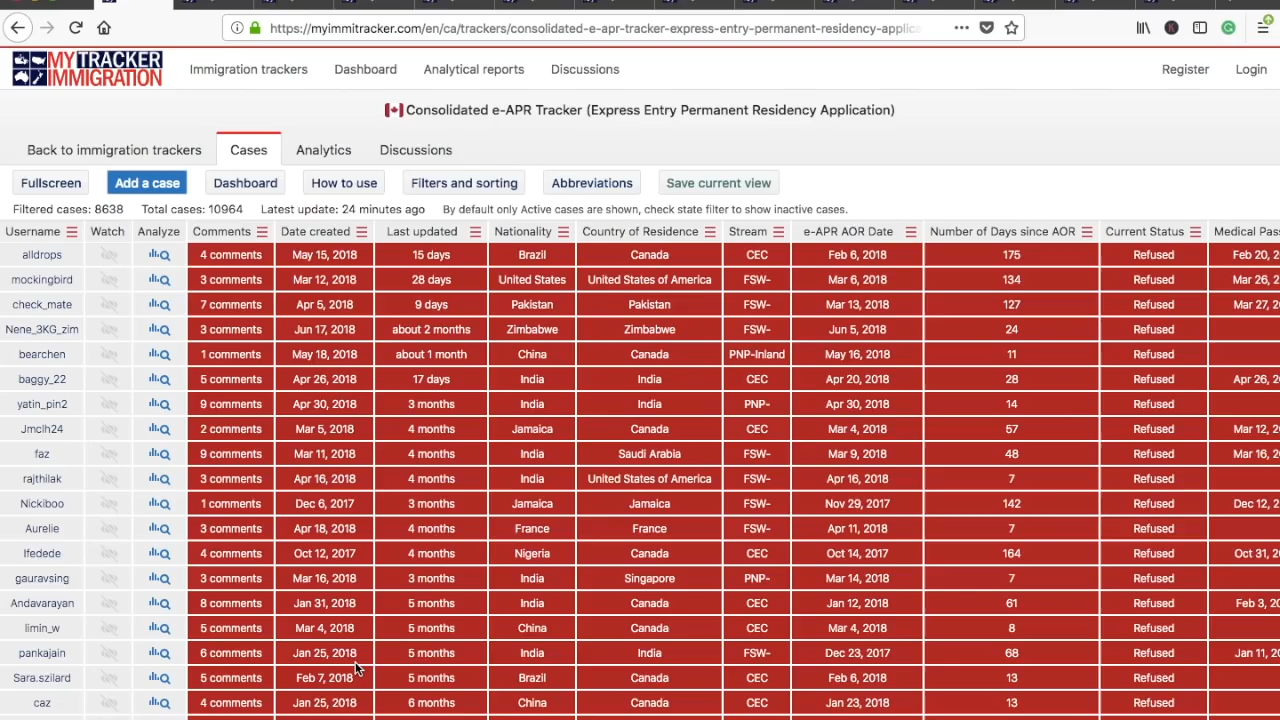 https://myimmitracker.com/en/ca/trackers/consolidated-e-apr-tracker-express-entry-permanent-residency-applica
MYTRACKER IMMIGRATION Immigration trackers Dashboard Analytical reports Discussions Register Login
Consolidated e-APR Tracker (Express Entry Permanent Residency Application)
Back to immigration trackers Cases Analytics Discussions
Fullscreen Add a case Dashboard How to use Filters and sorting Abbreviations Save current view
Filtered cases: 8638 Total cases: 10964 Latest update: 24 minutes ago By default only Active cases are shown, check state filter to show inactive cases.
Username Watch Analyze Comments Date created Last updated Nationality Country of Residence Stream e-APR AOR Date Number of Days since AOR Current Status Medical Pas
alldrops 4 comments May 15, 2018 15 days Brazil Canada CEC Feb 6, 2018 175 Refused Feb 20, 2
mockingbird 3 comments Mar 12, 2018 28 days United States United States of America FSW- Mar 6, 2018 134 Refused Mar 26, 2
check_mate 7 comments Apr 5, 2018 9 days Pakistan Pakistan FSW- Mar 13, 2018 127 Refused Mar 27, 2
Nene_3KG_zim 3 comments Jun 17, 2018 about 2 months Zimbabwe Zimbabwe FSW- Jun 5, 2018 24 Refused
bearchen 1 comments May 18, 2018 about 1 month China Canada PNP-Inland May 16, 2018 11 Refused
baggy_22 5 comments Apr 26, 2018 17 days India India CEC Apr 20, 2018 28 Refused Apr 26, 2
yatin_pin2 9 comments Apr 30, 2018 3 months India India PNP- Apr 30, 2018 14 Refused
Jmclh24 2 comments Mar 5, 2018 4 months Jamaica Canada CEC Mar 4, 2018 57 Refused Mar 12, 2
faz 9 comments Mar 11, 2018 4 months India Saudi Arabia FSW- Mar 9, 2018 48 Refused Mar 16, 2
rajthilak 3 comments Apr 16, 2018 4 months India United States of America FSW- Apr 16, 2018 7 Refused
Nickiboo 1 comments Dec 6, 2017 3 months Jamaica Jamaica FSW- Nov 29, 2017 142 Refused Dec 12, 2
Aurelie 3 comments Apr 18, 2018 4 months France France FSW- Apr 11, 2018 7 Refused
lfedede 4 comments Oct 12, 2017 4 months Nigeria Canada CEC Oct 14, 2017 164 Refused Oct 31, 2
gauravsing 3 comments Mar 16, 2018 3 months India Singapore PNP- Mar 14, 2018 7 Refused
Andavarayan 8 comments Jan 31, 2018 5 months India Canada CEC Jan 12, 2018 61 Refused Feb 3, 2
limin_w 5 comments Mar 4, 2018 5 months China Canada CEC Mar 4, 2018 8 Refused
pankajain 6 comments Jan 25, 2018 5 months India India FSW- Dec 23, 2017 68 Refused Jan 11, 2
Sara.szilard 5 comments Feb 7, 2018 5 months Brazil Canada CEC Feb 6, 2018 13 Refused
caz 4 comments Jan 25, 2018 6 months China Canada CEC Jan 23, 2018 13 Refused